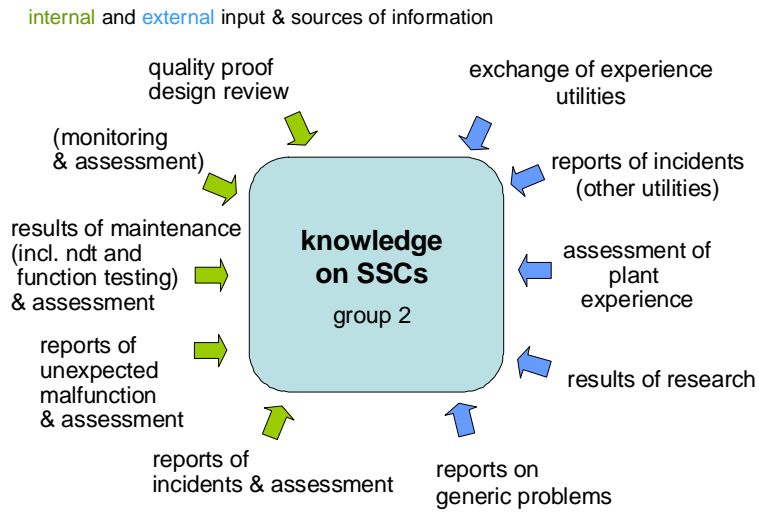 internal and external input & sources of information
quality proof
design review
(monitoring
& assessment)
results of maintenance
(incl. ndt and
function testing)
& assessment
reports of
unexpected
malfunction
& assessment
reports of
incidents & assessment
knowledge
on SSCs
group 2
exchange of experience
utilities
reports of incidents
(other utilities)
assessment of
plant
experience
results of research
reports on
generic problems